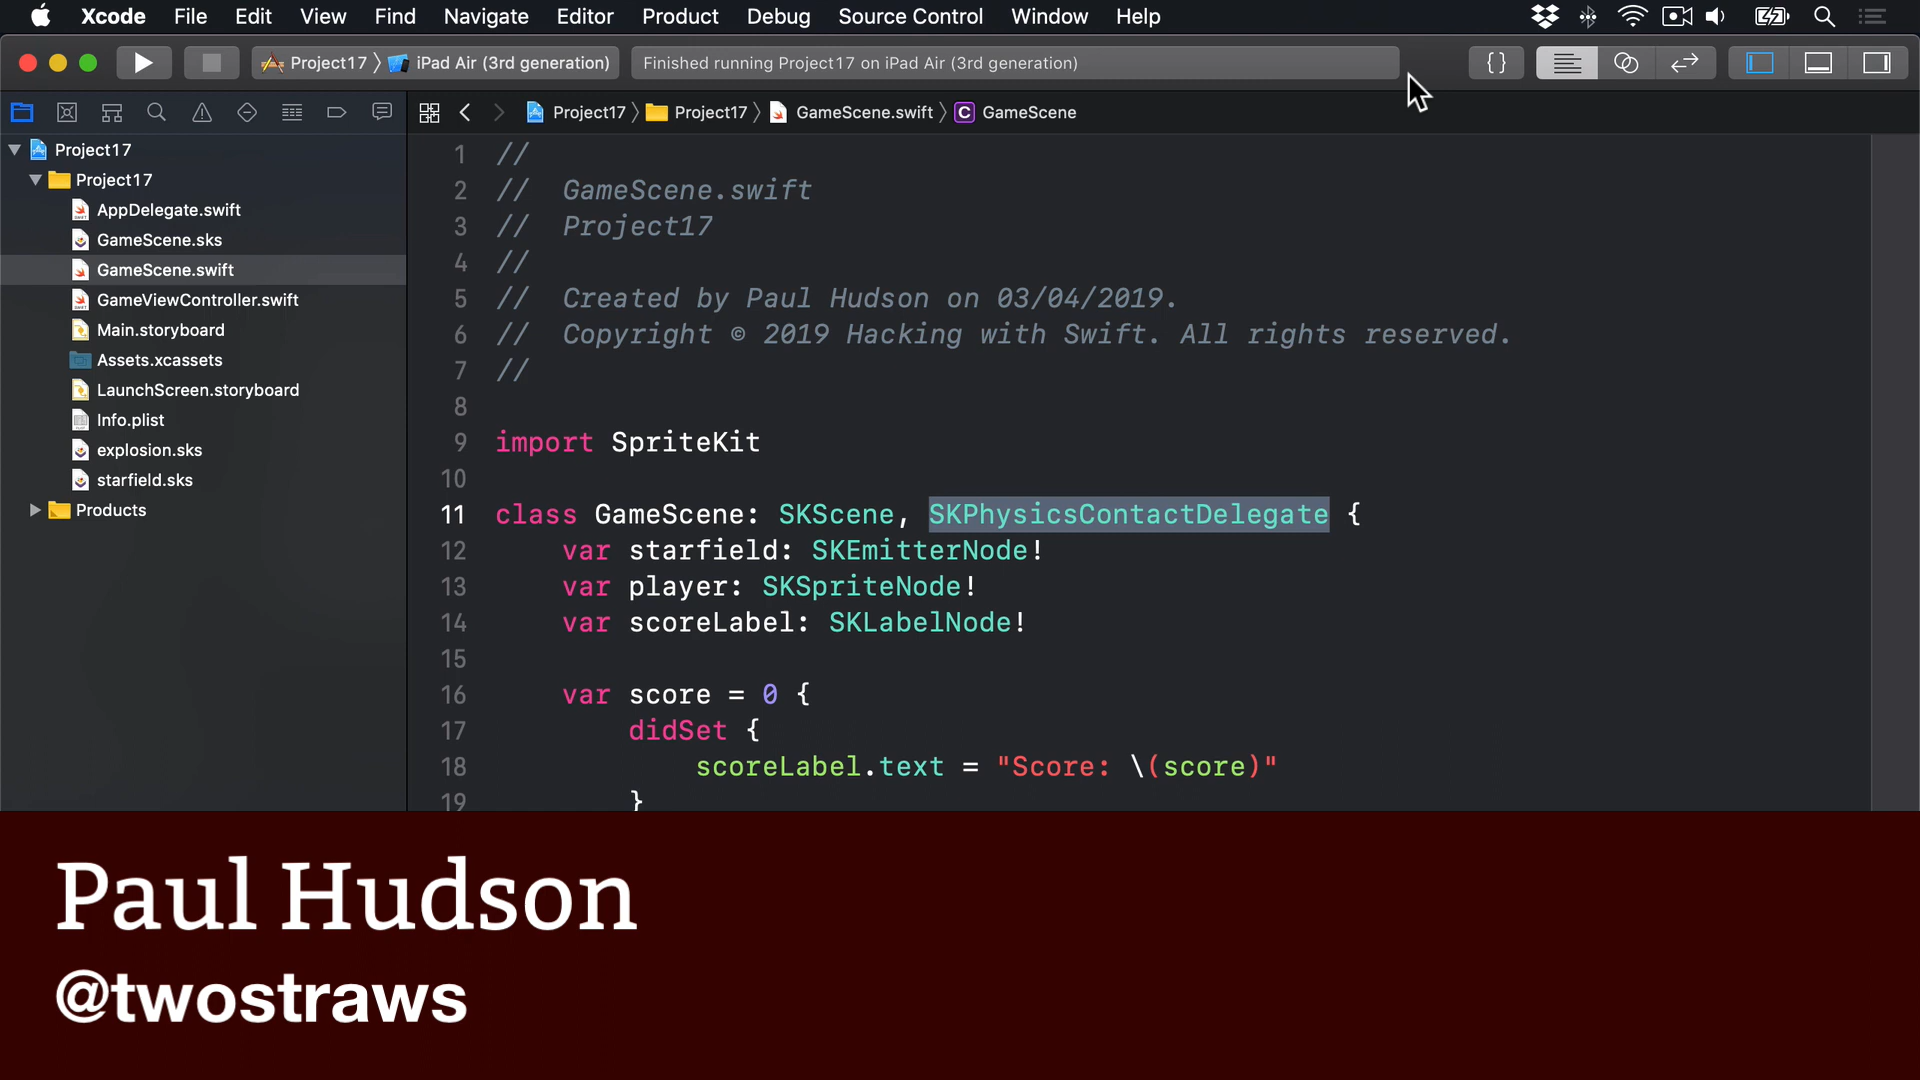 Xcode File Edit View Find Navigate Editor Product Debug Source Control Window Help
Project17 iPad Air (3rd generation) Finished running Project17 on iPad Air (3rd generation) {}
Project17 Project17 GameScene.swift C GameScene
Project17
Project17
AppDelegate.swift
GameScene.sks
GameScene.swift
GameViewController.swift
Main.storyboard
Assets.xcassets
LaunchScreen.storyboard
Info.plist
explosion.sks
starfield.sks
Products
1 //
2 // GameScene.swift
3 // Project17
4 //
5 // Created by Paul Hudson on 03/04/2019.
6 // Copyright © 2019 Hacking with Swift. All rights reserved.
7 //
8
9 import SpriteKit
10
11 class GameScene: SKScene, SKPhysicsContactDelegate {
12 var starfield: SKEmitterNode!
13 var player: SKSpriteNode!
14 var scoreLabel: SKLabelNode!
15
16 var score = 0 {
17 didSet {
18 scoreLabel.text = "Score: \(score)"
19 }
Paul Hudson
@twostraws